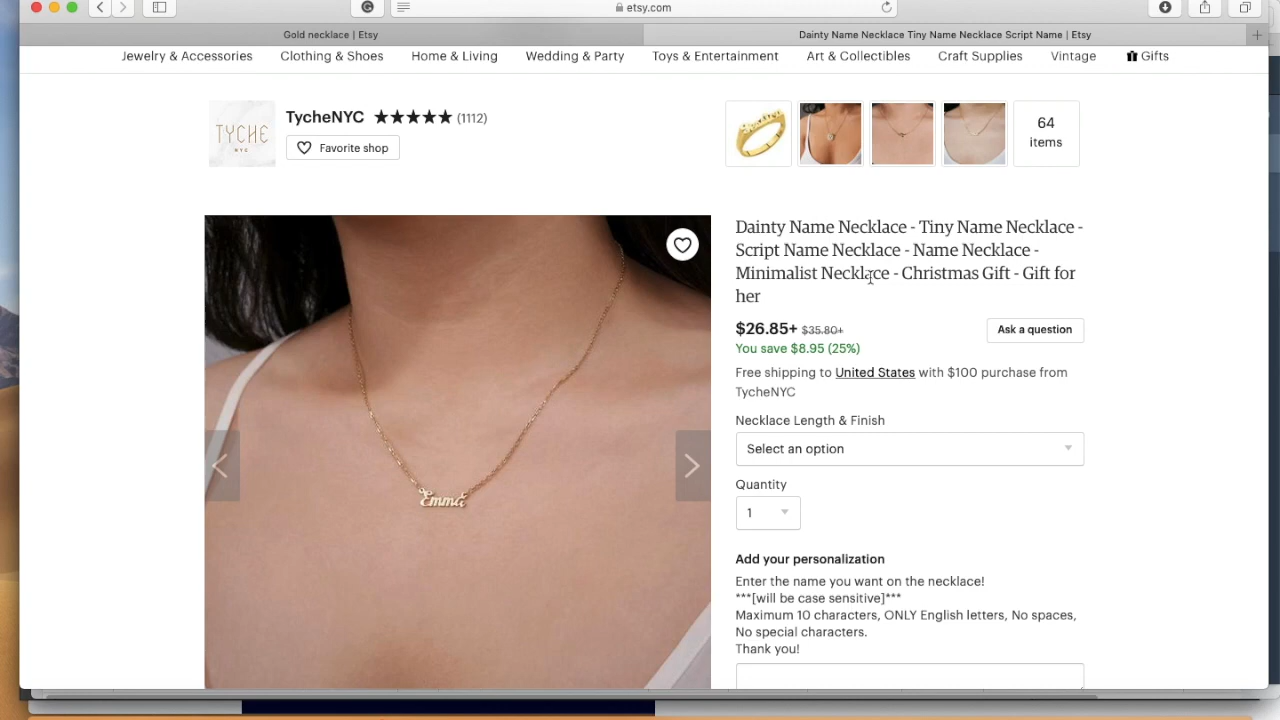 etsy.com
Gold necklace | Etsy
Dainty Name Necklace Tiny Name Necklace Script Name | Etsy
Jewelry & Accessories
Clothing & Shoes
Home & Living
Wedding & Party
Toys & Entertainment
Art & Collectibles
Craft Supplies
Vintage
Gifts
TYCHE
NYC
TycheNYC ★★★★★ (1112)
Favorite shop
64
items
Dainty Name Necklace - Tiny Name Necklace -
Script Name Necklace - Name Necklace -
Minimalist Necklace - Christmas Gift - Gift for
her
$26.85+ $35.80+
Ask a question
You save $8.95 (25%)
Free shipping to United States with $100 purchase from
TycheNYC
Necklace Length & Finish
Select an option
Quantity
1
Add your personalization
Enter the name you want on the necklace!
***[will be case sensitive]***
Maximum 10 characters, ONLY English letters, No spaces,
No special characters.
Thank you!
Emma